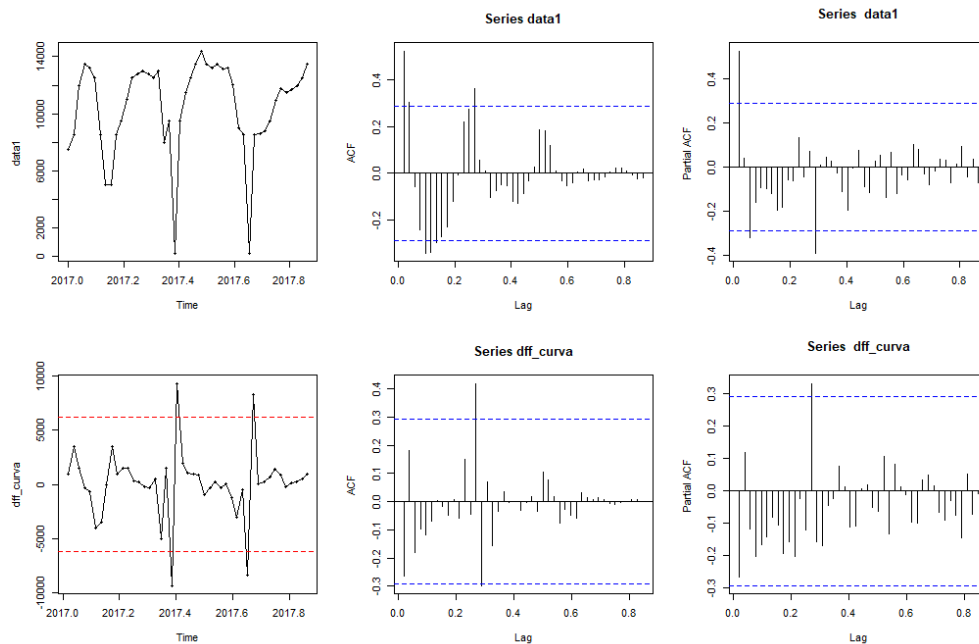 Series data1
data1
0 2000 6000 10000 14000
2017.0 2017.2 2017.4 2017.6 2017.8
Time
ACF
-0.2 0.0 0.2 0.4
0.0 0.2 0.4 0.6 0.8
Lag
Series data1
Partial ACF
-0.4 -0.2 0.0 0.2 0.4
0.0 0.2 0.4 0.6 0.8
Lag
dff_curva
-10000 -5000 0 5000 10000
2017.0 2017.2 2017.4 2017.6 2017.8
Time
Series dff_curva
ACF
-0.3 -0.2 -0.1 0.0 0.1 0.2 0.3 0.4
0.0 0.2 0.4 0.6 0.8
Lag
Series dff_curva
Partial ACF
-0.3 -0.2 -0.1 0.0 0.1 0.2 0.3
0.0 0.2 0.4 0.6 0.8
Lag